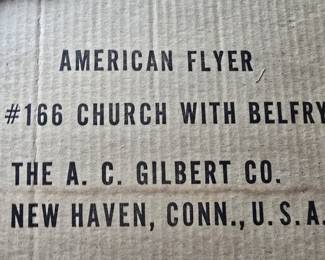 AMERICAN FLYER
#166 CHURCH WITH BELFRY
THE A. C. GILBERT CO.
NEW HAVEN, CONN., U.S.A.